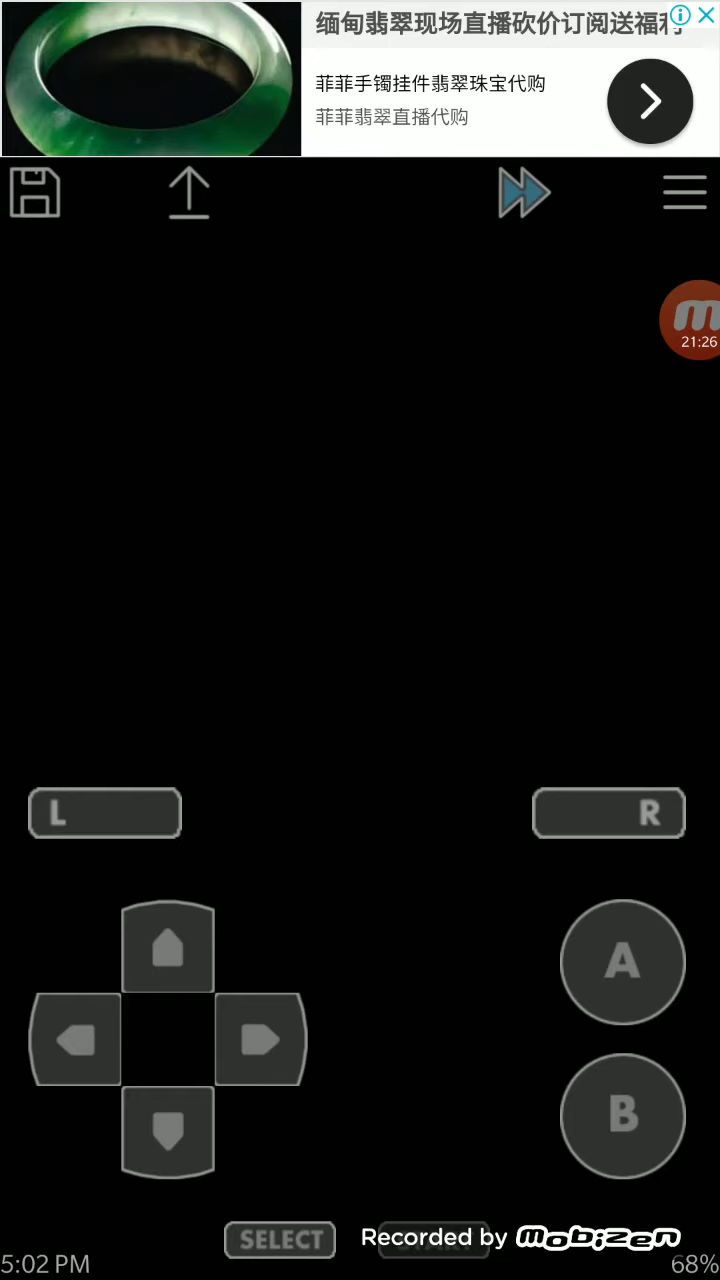 缅甸翡翠现场直播砍价订阅送福利
菲菲手镯挂件翡翠珠宝代购
菲菲翡翠直播代购
m
21:26
L
R
A
B
SELECT
START
Recorded by mobizen
5:02 PM
68%